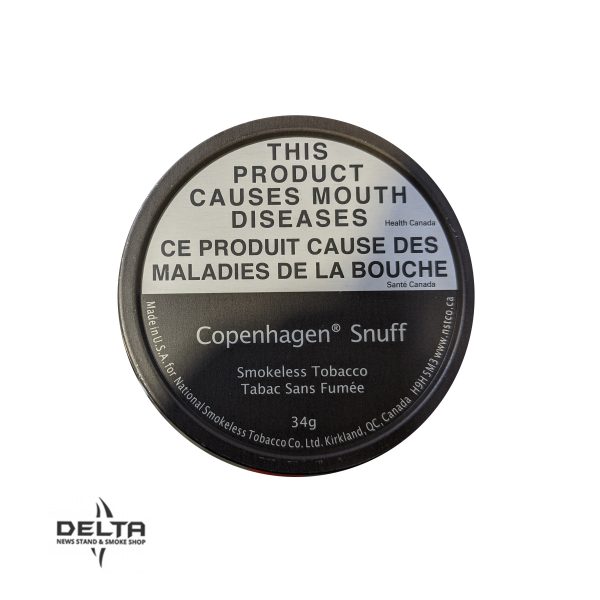 THIS
PRODUCT
CAUSES MOUTH
DISEASES
Health Canada
CE PRODUIT CAUSE DES
MALADIES DE LA BOUCHE
Santé Canada
Copenhagen® Snuff
Smokeless Tobacco
Tabac Sans Fumée
34g
Made in U.S.A. for National Smokeless Tobacco Co. Ltd. Kirkland, QC, Canada H9H 5M3 www.nstco.ca
DELTA
NEWS STAND & SMOKE SHOP